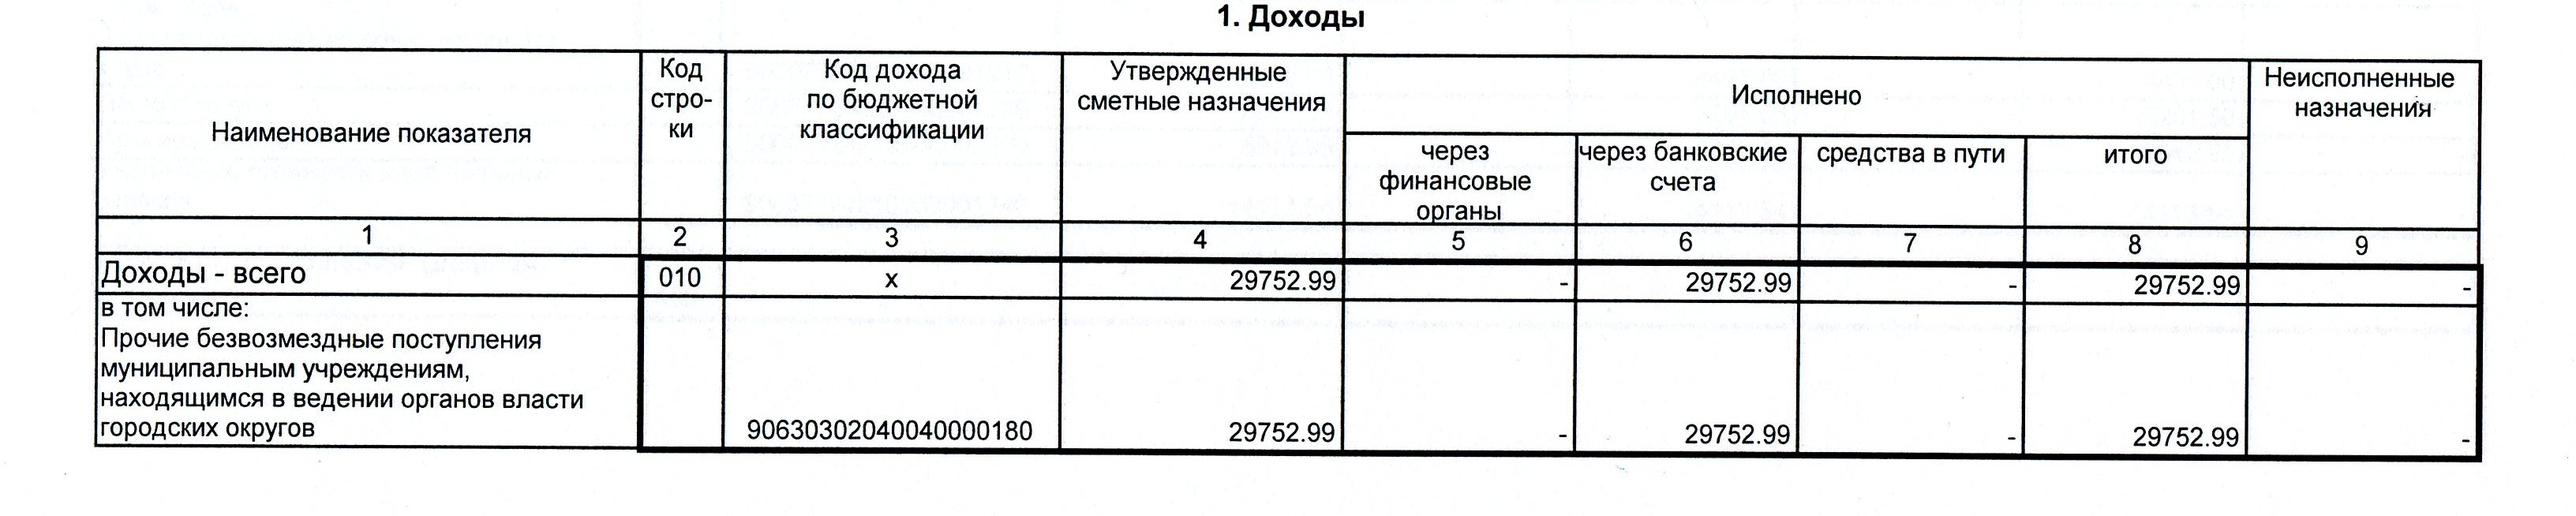 1. Доходы
Наименование показателя
Код
стро-
ки
Код дохода
по бюджетной
классификации
Утвержденные
сметные назначения
Исполнено
Неисполненные
назначения
через
финансовые
органы
через банковские
счета
средства в пути
итого
1 2 3 4 5 6 7 8 9
Доходы - всего 010 x 29752.99 - 29752.99 - 29752.99 -
в том числе:
Прочие безвозмездные поступления
муниципальным учреждениям,
находящимся в ведении органов власти
городских округов 90630302040040000180 29752.99 - 29752.99 - 29752.99 -